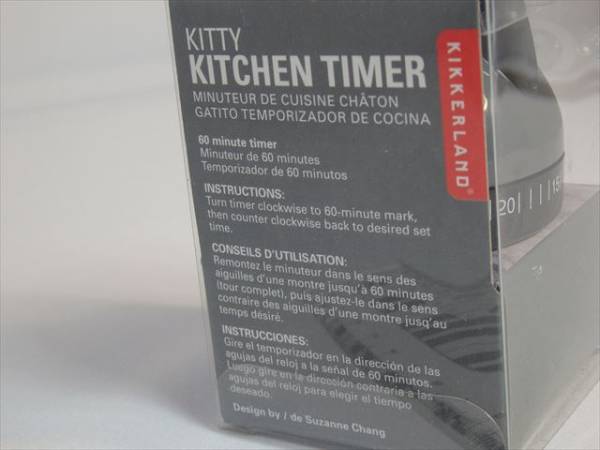 KITTY
KITCHEN TIMER
MINUTEUR DE CUISINE CHÂTON
GATITO TEMPORIZADOR DE COCINA
60 minute timer
Minuteur de 60 minutes
Temporizador de 60 minutos
INSTRUCTIONS:
Turn timer clockwise to 60-minute mark,
then counter clockwise back to desired set
time.
CONSEILS D'UTILISATION:
Remontez le minuteur dans le sens des
aiguilles d'une montre jusqu'à 60 minutes
(tour complet), puis ajustez-le dans le sens
contraire des aiguilles d'une montre jusqu'au
temps désiré.
INSTRUCCIONES:
Gire el temporizador en la dirección de las
agujas del reloj a la señal de 60 minutos.
Luego gire en la dirección contraria a las
agujas del reloj para elegir el tiempo
deseado.
Design by / de Suzanne Chang
KIKKERLAND®
20 15